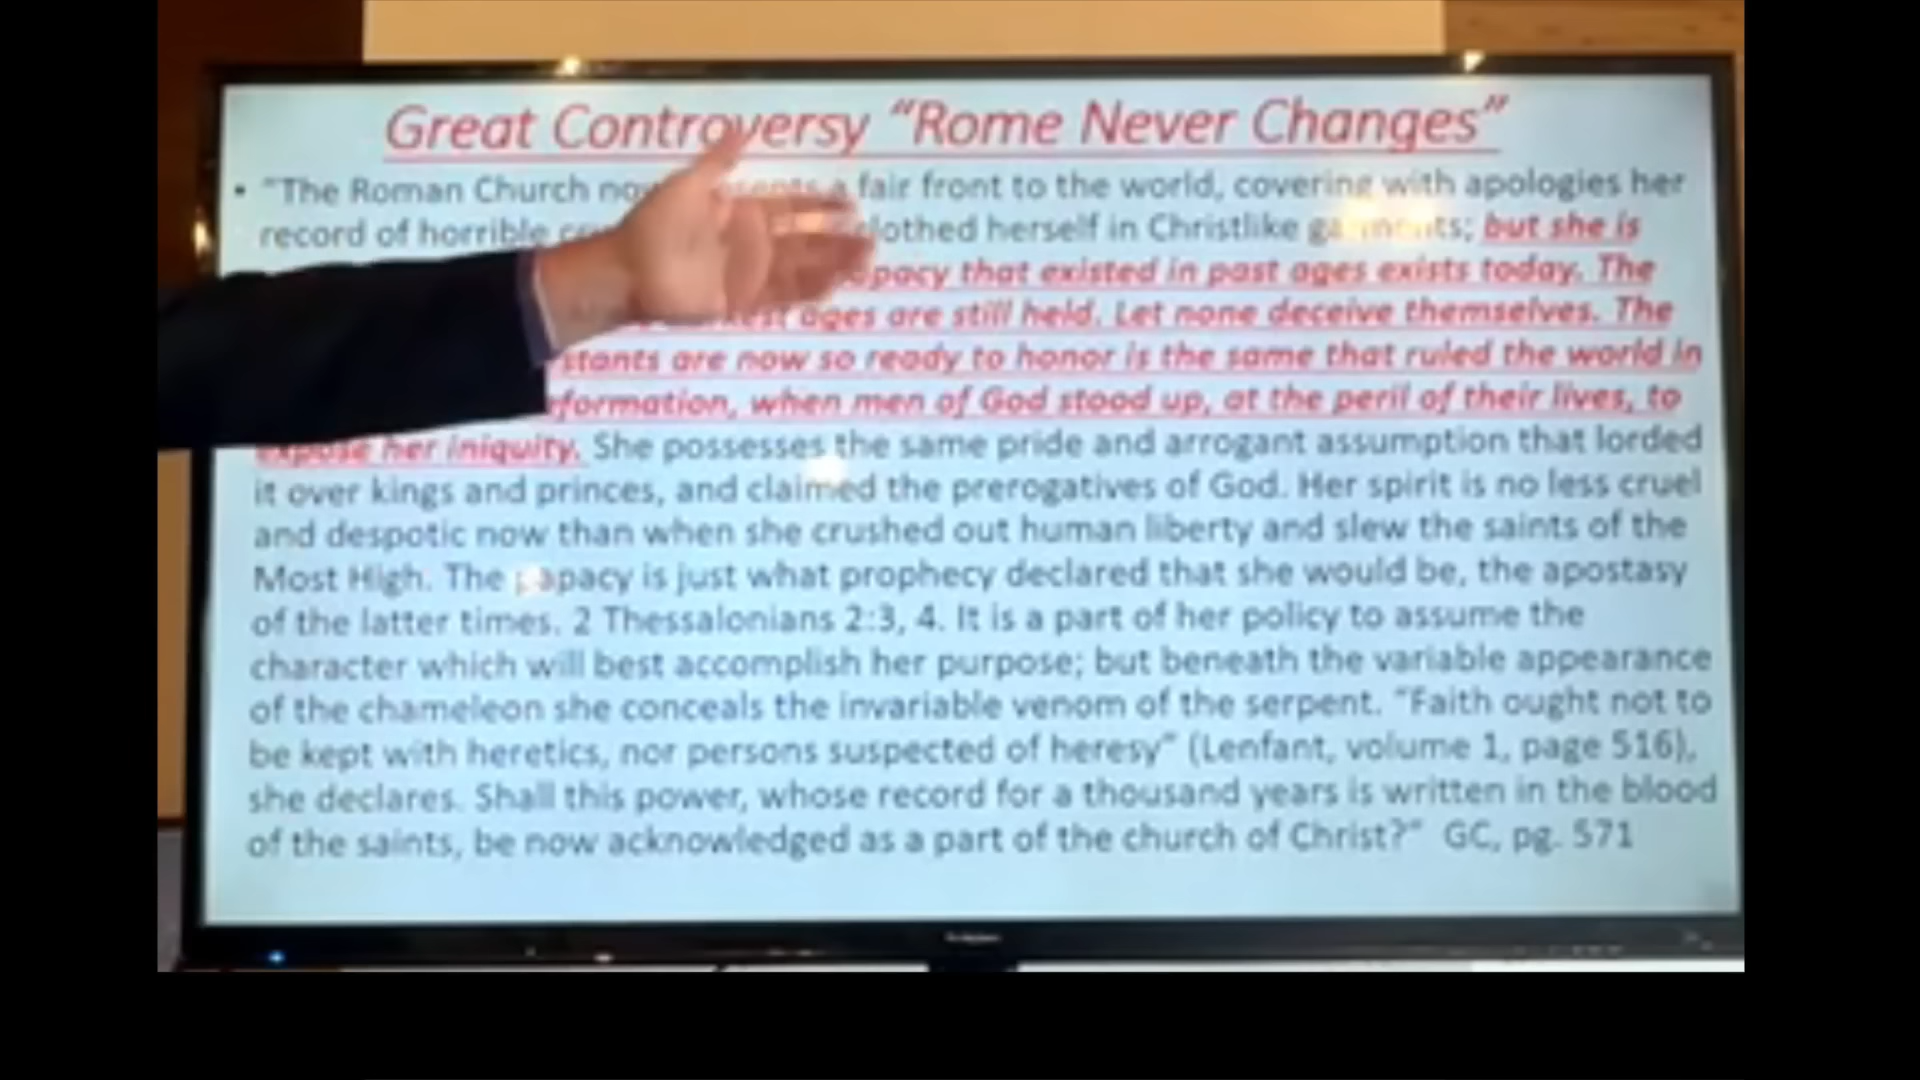 Great Controversy “Rome Never Changes”
• “The Roman Church now a fair front to the world, covering with apologies her
record of horrible clothed herself in Christlike garments; but she is
that existed in past ages exists today. The
ages are still held. Let none deceive themselves. The
are now so ready to honor is the same that ruled the world in
when men of God stood up, at the peril of their lives, to
expose her iniquity. She possesses the same pride and arrogant assumption that lorded
it over kings and princes, and claimed the prerogatives of God. Her spirit is no less cruel
and despotic now than when she crushed out human liberty and slew the saints of the
Most High. The papacy is just what prophecy declared that she would be, the apostasy
of the latter times. 2 Thessalonians 2:3, 4. It is a part of her policy to assume the
character which will best accomplish her purpose; but beneath the variable appearance
of the chameleon she conceals the invariable venom of the serpent. “Faith ought not to
be kept with heretics, nor persons suspected of heresy” (Lenfant, volume 1, page 516),
she declares. Shall this power, whose record for a thousand years is written in the blood
of the saints, be now acknowledged as a part of the church of Christ?” GC, pg. 571